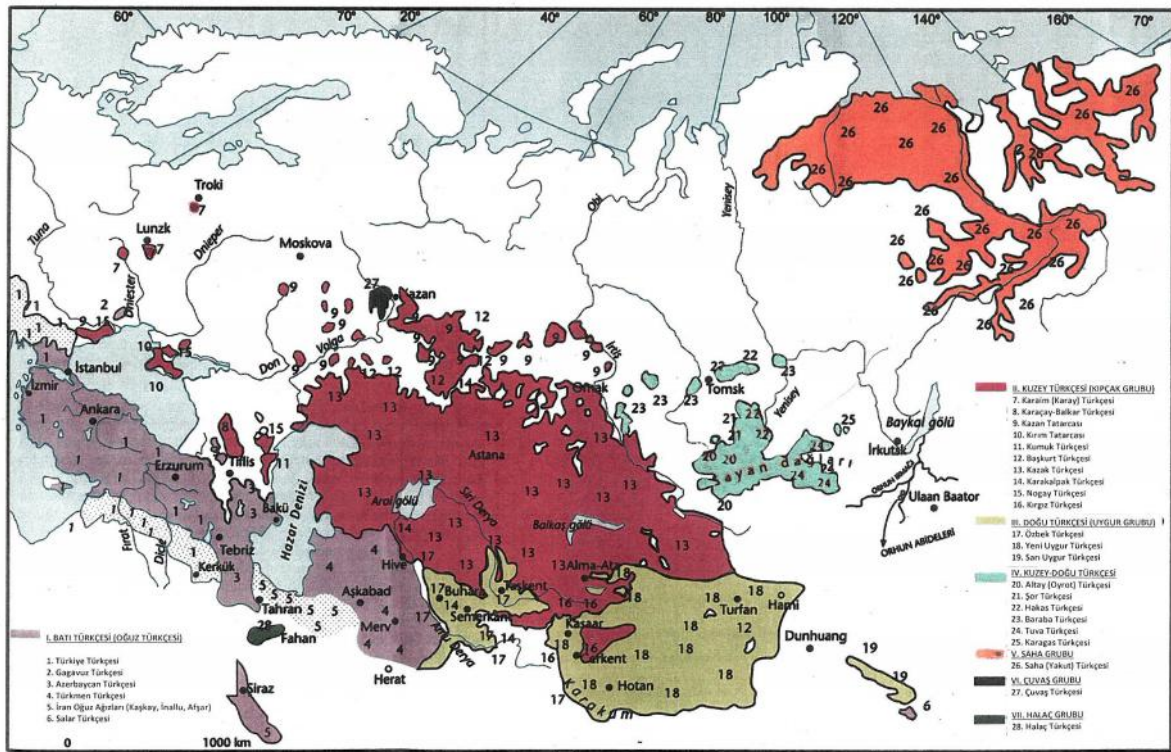 60° 70° 20° 40° 60° 80° 100° 120° 140° 160° 70°
Troki
7
Lunzk
7
7
Tuna
Dniester
Dnieper
Moskova
Obi
Yenisey
Don
Volga
27
Kazan
İrtiş
Omak
Tomsk
Yenisey
Sayan dağları
Baykal gölü
İrkutsk
Ulaan Baator
ORHUN ABİDELERİ
İstanbul
İzmir
Ankara
Erzurum
Tiflis
Bakü
Hazar Denizi
Tebriz
Kerkük
Fırat
Dicle
Tahran
28
Fahan
Siraz
Astana
Aral gölü
Siri Derya
Balkaş gölü
Hive
Aşkabad
Merv
Herat
Amu Derya
Buhara
Semerkant
Taşkent
Alma-Ata
Kaşgar
Hotan
Karakum
Turfan
Hami
Dunhuang
I. BATI TÜRKÇESİ (OĞUZ TÜRKÇESİ)
1. Türkiye Türkçesi
2. Gagavuz Türkçesi
3. Azerbaycan Türkçesi
4. Türkmen Türkçesi
5. İran Oğuz Ağızları (Kaşkay, İnallu, Afşar)
6. Salar Türkçesi
0 1000 km
II. KUZEY TÜRKÇESİ (KIPÇAK GRUBU)
7. Karaim (Karay) Türkçesi
8. Karaçay-Balkar Türkçesi
9. Kazan Tatarcası
10. Kırım Tatarcası
11. Kumuk Türkçesi
12. Başkurt Türkçesi
13. Kazak Türkçesi
14. Karakalpak Türkçesi
15. Nogay Türkçesi
16. Kırgız Türkçesi
III. DOĞU TÜRKÇESİ (UYGUR GRUBU)
17. Özbek Türkçesi
18. Yeni Uygur Türkçesi
19. Sarı Uygur Türkçesi
IV. KUZEY-DOĞU TÜRKÇESİ
20. Altay (Oyrot) Türkçesi
21. Şor Türkçesi
22. Hakas Türkçesi
23. Baraba Türkçesi
24. Tuva Türkçesi
25. Karagas Türkçesi
V. SAHA GRUBU
26. Saha (Yakut) Türkçesi
VI. ÇUVAŞ GRUBU
27. Çuvaş Türkçesi
VII. HALAÇ GRUBU
28. Halaç Türkçesi